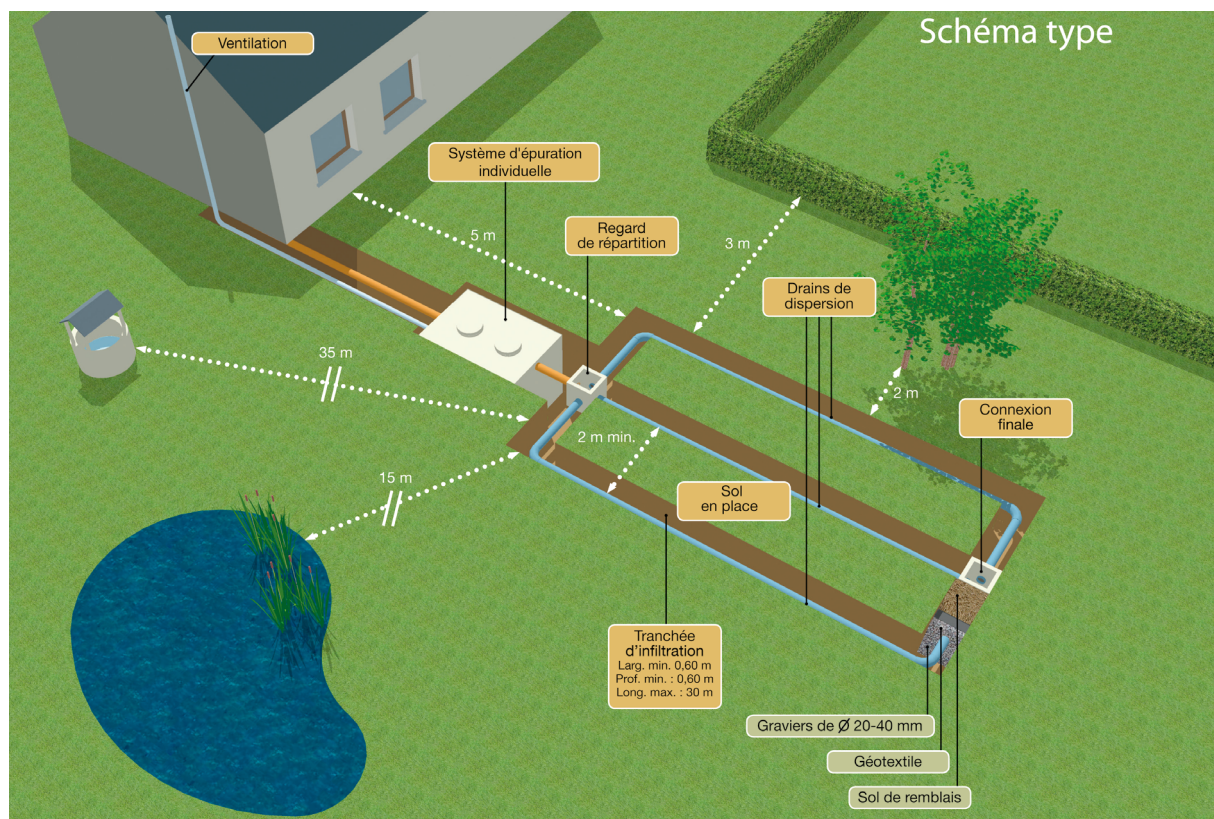 Schéma type
Ventilation
Système d'épuration
individuelle
Regard
de répartition
5 m
3 m
Drains de
dispersion
35 m
2 m
Connexion
finale
2 m min.
15 m
Sol
en place
Tranchée
d'infiltration
Larg. min. 0,60 m
Prof. min. : 0,60 m
Long. max. : 30 m
Graviers de Ø 20-40 mm
Géotextile
Sol de remblais